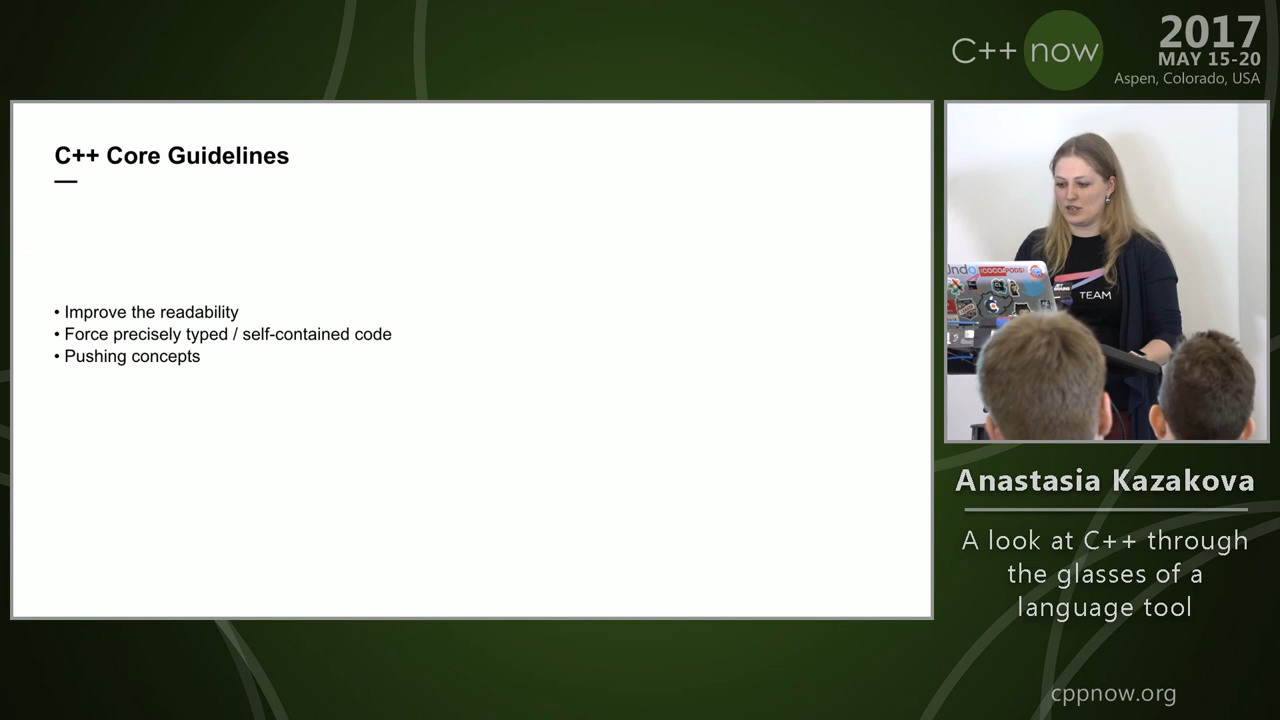 C++ now
2017
MAY 15-20
Aspen, Colorado, USA
C++ Core Guidelines
• Improve the readability
• Force precisely typed / self-contained code
• Pushing concepts
TEAM
Anastasia Kazakova
A look at C++ through
the glasses of a
language tool
cppnow.org